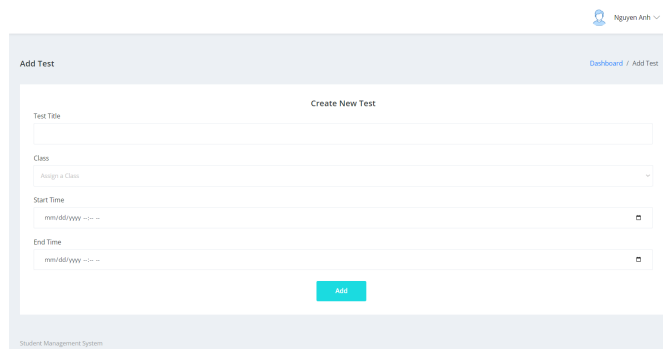 Nguyen Anh
Add Test
Dashboard / Add Test
Create New Test
Test Title
Class
Assign a Class
Start Time
mm/dd/yyyy --:-- --
End Time
mm/dd/yyyy --:-- --
Add
Student Management System